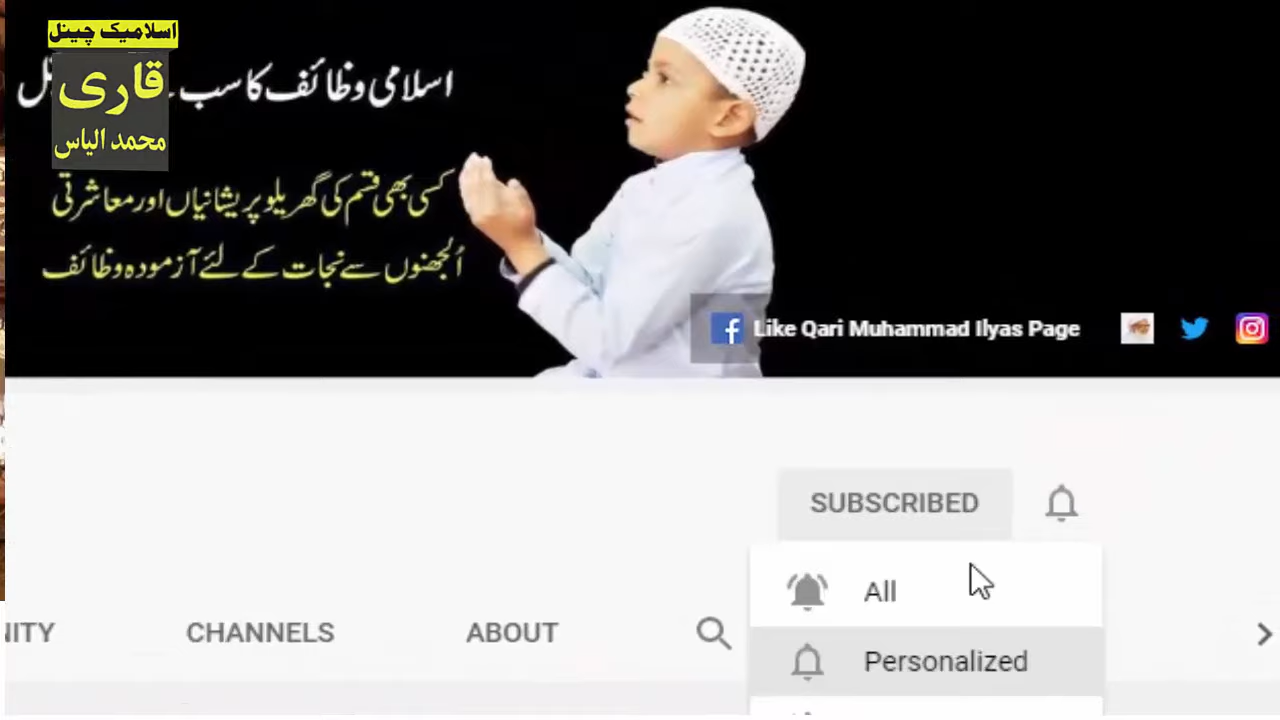 اسلامیک چینل
قاری
محمد الیاس
اسلامی وظائف کا سب
کسی بھی قسم کی گھریلو پریشانیاں اور معاشرتی
اُلجھنوں سے نجات کے لئے آزمودہ وظائف
Like Qari Muhammad Ilyas Page
SUBSCRIBED
All
NITY CHANNELS ABOUT
Personalized